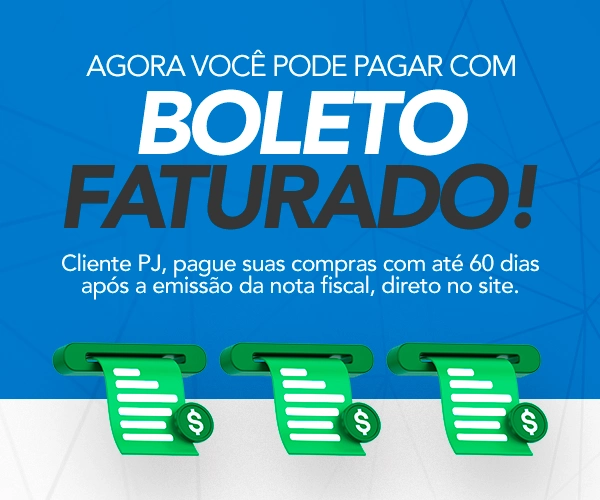 AGORA VOCÊ PODE PAGAR COM
BOLETO
FATURADO!
Cliente PJ, pague suas compras com até 60 dias
após a emissão da nota fiscal, direto no site.
$ $ $